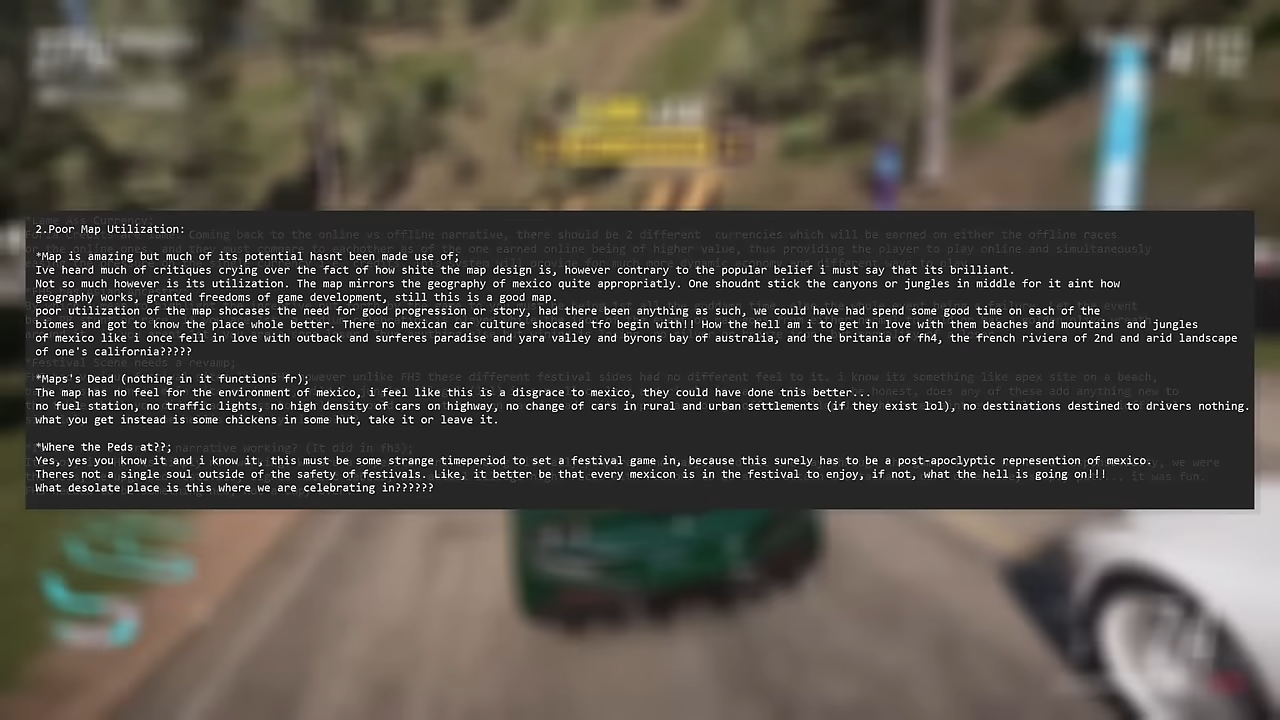 2.Poor Map Utilization:
*Map is amazing but much of its potential hasnt been made use of;
Ive heard much of critiques crying over the fact of how shite the map design is, however contrary to the popular belief i must say that its brilliant.
Not so much however is its utilization. The map mirrors the geography of mexico quite appropriatly. One shoudnt stick the canyons or jungles in middle for it aint how
geography works, granted freedoms of game development, still this is a good map.
poor utilization of the map shocases the need for good progression or story, had there been anything as such, we could have had spend some good time on each of the
biomes and got to know the place whole better. There no mexican car culture shocased tfo begin with!! How the hell am i to get in love with them beaches and mountains and jungles
of mexico like i once fell in love with outback and surferes paradise and yara valley and byrons bay of australia, and the britania of fh4, the french riviera of 2nd and arid landscape
of one's california?????
*Maps's Dead (nothing in it functions fr);
The map has no feel for the environment of mexico, i feel like this is a disgrace to mexico, they could have done tnis better...
no fuel station, no traffic lights, no high density of cars on highway, no change of cars in rural and urban settlements (if they exist lol), no destinations destined to drivers nothing.
what you get instead is some chickens in some hut, take it or leave it.
*Where the Peds at??;
Yes, yes you know it and i know it, this must be some strange timeperiod to set a festival game in, because this surely has to be a post-apoclyptic represention of mexico.
Theres not a single soul outside of the safety of festivals. Like, it better be that every mexicon is in the festival to enjoy, if not, what the hell is going on!!!
What desolate place is this where we are celebrating in??????